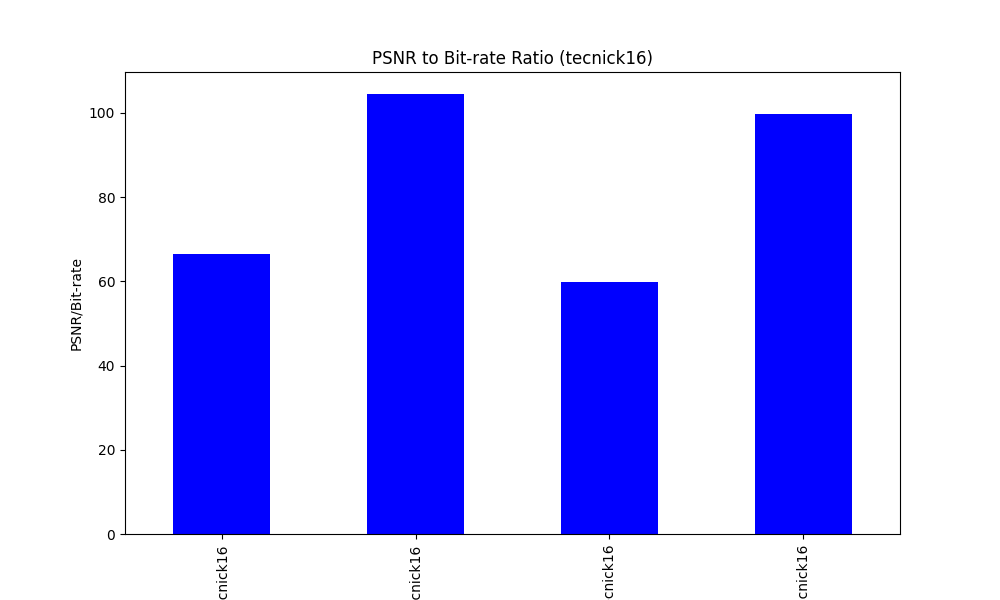 PSNR to Bit-rate Ratio (tecnick16)
PSNR/Bit-rate
100
80
60
40
20
0
cnick16
cnick16
cnick16
cnick16